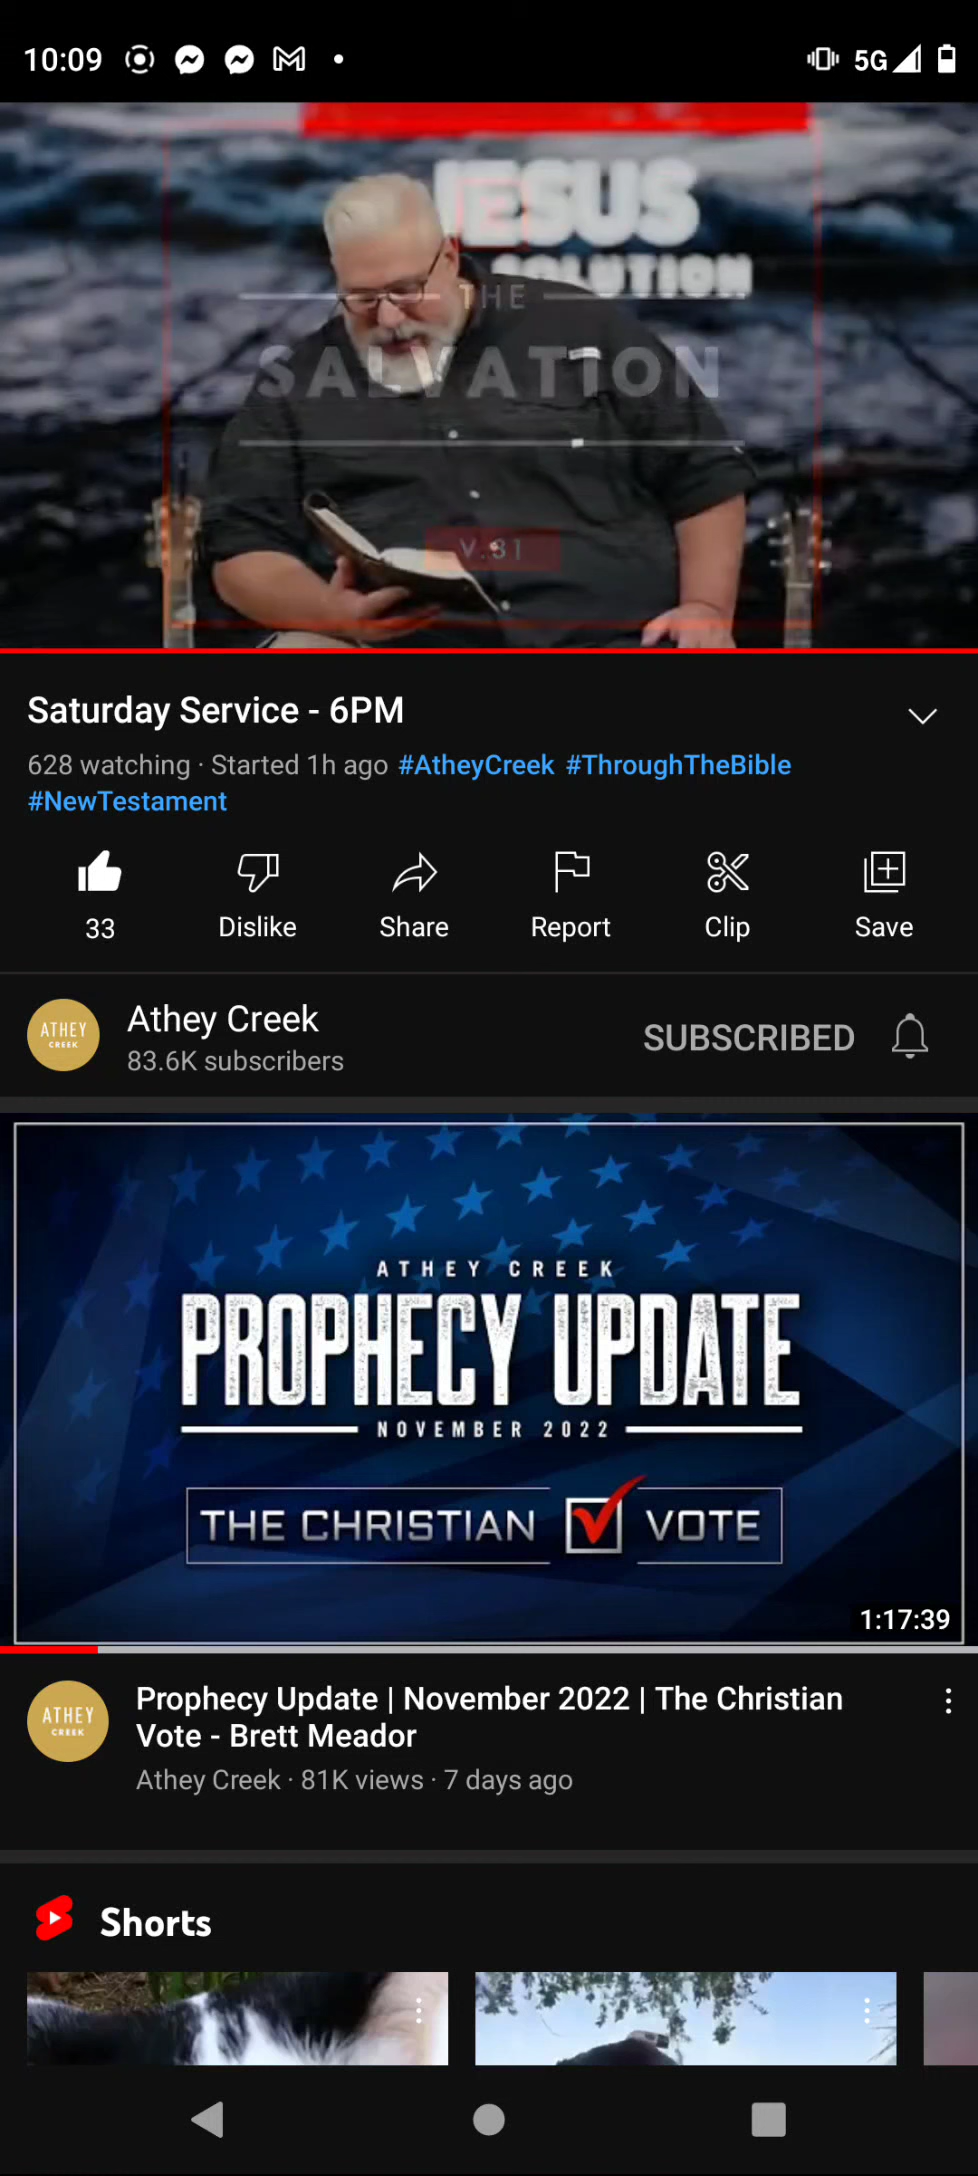 10:09
5G
JESUS
SOLUTION
THE
SALVATION
V.31
Saturday Service - 6PM
628 watching · Started 1h ago #AtheyCreek #ThroughTheBible
#NewTestament
33
Dislike
Share
Report
Clip
Save
ATHEY
CREEK
Athey Creek
83.6K subscribers
SUBSCRIBED
ATHEY CREEK
PROPHECY UPDATE
NOVEMBER 2022
THE CHRISTIAN VOTE
1:17:39
ATHEY
CREEK
Prophecy Update | November 2022 | The Christian
Vote - Brett Meador
Athey Creek · 81K views · 7 days ago
Shorts